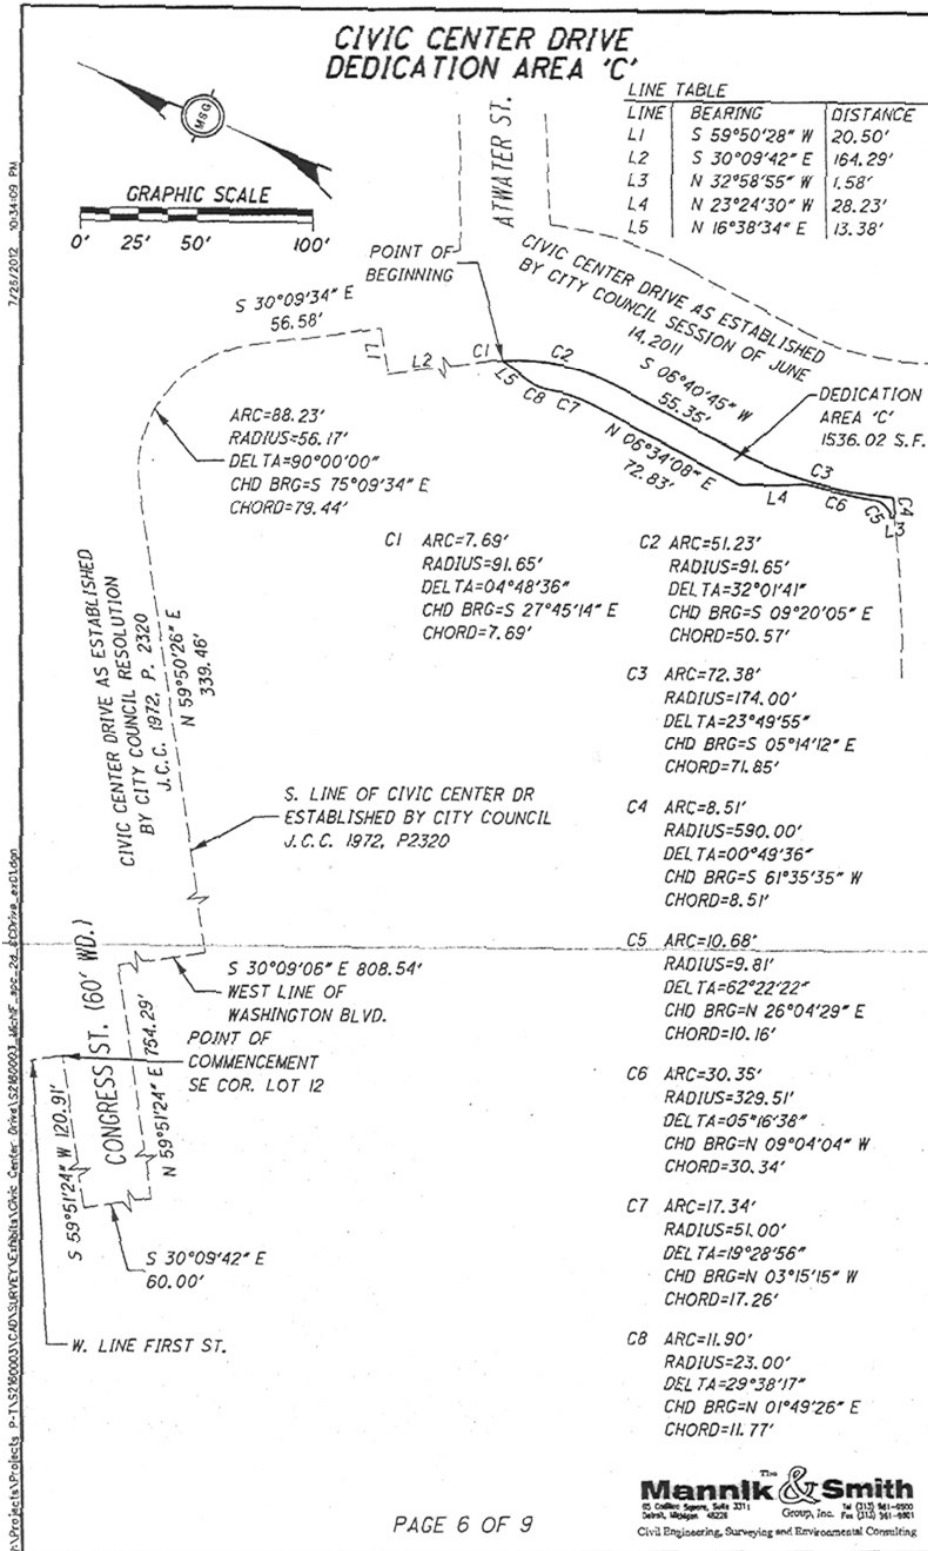 CIVIC CENTER DRIVE
DEDICATION AREA 'C'
MSG
GRAPHIC SCALE
0' 25' 50' 100'
LINE TABLE
LINE BEARING DISTANCE
L1 S 59°50'28" W 20.50'
L2 S 30°09'42" E 164.29'
L3 N 32°58'55" W 1.58'
L4 N 23°24'30" W 28.23'
L5 N 16°38'34" E 13.38'
7/26/2012 10:34:09 PM
ATWATER ST.
POINT OF
BEGINNING
CIVIC CENTER DRIVE AS ESTABLISHED
BY CITY COUNCIL SESSION OF JUNE
14, 2011
S 30°09'34" E
56.58'
L1
L2
C1
C2
L5
C8
C7
S 06°40'45" W
55.35'
N 06°34'08" E
72.83'
DEDICATION
AREA 'C'
1536.02 S.F.
C3
L4
C6
C5
C4
L3
ARC=88.23'
RADIUS=56.17'
DELTA=90°00'00"
CHD BRG=S 75°09'34" E
CHORD=79.44'
C1 ARC=7.69'
RADIUS=91.65'
DELTA=04°48'36"
CHD BRG=S 27°45'14" E
CHORD=7.69'
C2 ARC=51.23'
RADIUS=91.65'
DELTA=32°01'41"
CHD BRG=S 09°20'05" E
CHORD=50.57'
C3 ARC=72.38'
RADIUS=174.00'
DELTA=23°49'55"
CHD BRG=S 05°14'12" E
CHORD=71.85'
C4 ARC=8.51'
RADIUS=590.00'
DELTA=00°49'36"
CHD BRG=S 61°35'35" W
CHORD=8.51'
C5 ARC=10.68'
RADIUS=9.81'
DELTA=62°22'22"
CHD BRG=N 26°04'29" E
CHORD=10.16'
C6 ARC=30.35'
RADIUS=329.51'
DELTA=05°16'38"
CHD BRG=N 09°04'04" W
CHORD=30.34'
C7 ARC=17.34'
RADIUS=51.00'
DELTA=19°28'56"
CHD BRG=N 03°15'15" W
CHORD=17.26'
C8 ARC=11.90'
RADIUS=23.00'
DELTA=29°38'17"
CHD BRG=N 01°49'26" E
CHORD=11.77'
CIVIC CENTER DRIVE AS ESTABLISHED
BY CITY COUNCIL RESOLUTION
J.C.C. 1972, P. 2320
N 59°50'26" E
339.46'
S. LINE OF CIVIC CENTER DR
ESTABLISHED BY CITY COUNCIL
J.C.C. 1972, P2320
S 30°09'06" E 808.54'
WEST LINE OF
WASHINGTON BLVD.
POINT OF
COMMENCEMENT
SE COR. LOT 12
CONGRESS ST. (60' WD.)
N 59°51'24" E 754.29'
S 59°51'24" W 120.91'
S 30°09'42" E
60.00'
W. LINE FIRST ST.
PAGE 6 OF 9
The
Mannik & Smith
Group, Inc.
65 Cadillac Square, Suite 3311
Detroit, Michigan 48226
Civil Engineering, Surveying and Environmental Consulting